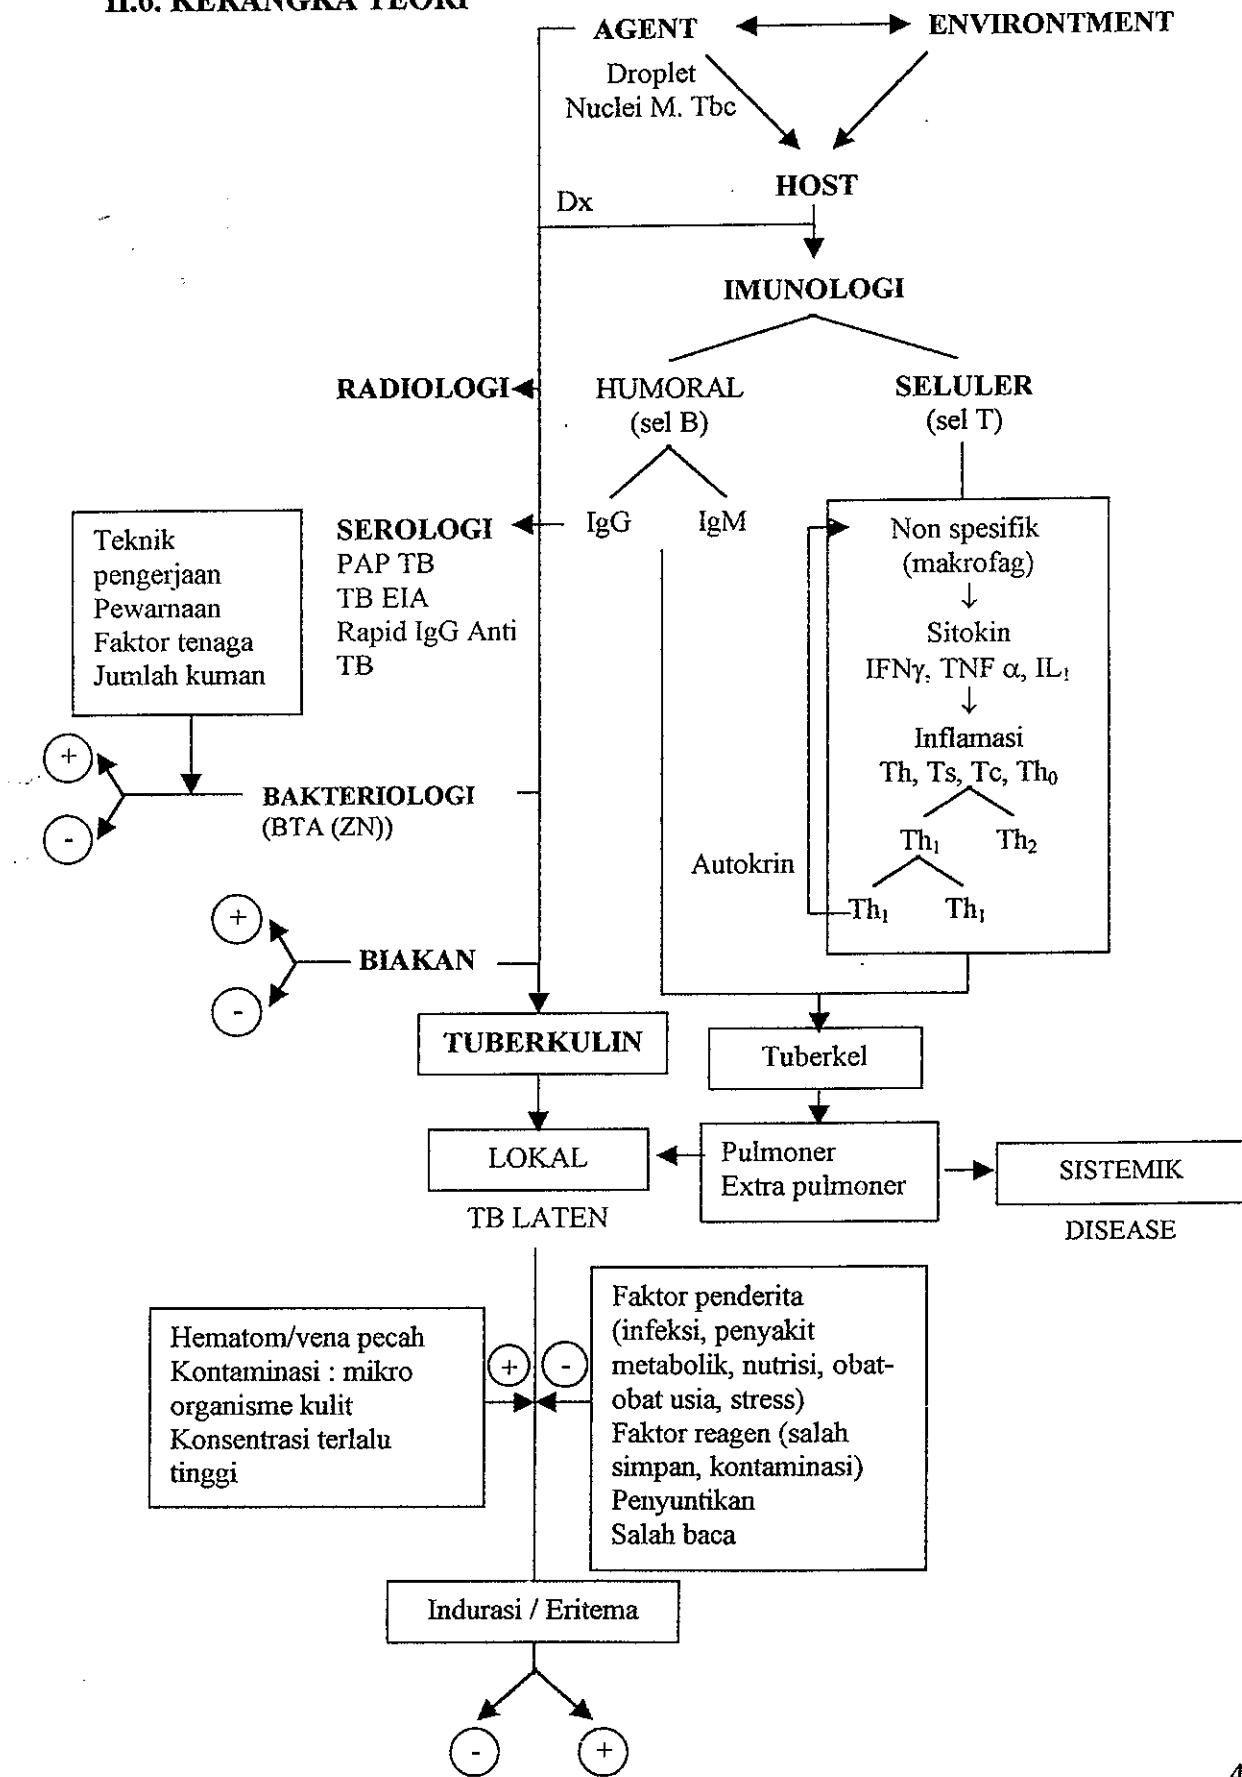 II.6. KERANGKA TEORI
AGENT
ENVIRONTMENT
Droplet
Nuclei M. Tbc
HOST
Dx
IMUNOLOGI
RADIOLOGI
HUMORAL
(sel B)
SELULER
(sel T)
IgG
IgM
SEROLOGI
PAP TB
TB EIA
Rapid IgG Anti
TB
Teknik
pengerjaan
Pewarnaan
Faktor tenaga
Jumlah kuman
Non spesifik
(makrofag)
↓
Sitokin
IFNγ, TNF α, IL₁
↓
Inflamasi
Th, Ts, Tc, Th₀
Th₁
Th₂
Autokrin
Th₁
Th₁
+
-
BAKTERIOLOGI
(BTA (ZN))
+
-
BIAKAN
TUBERKULIN
Tuberkel
LOKAL
Pulmoner
Extra pulmoner
SISTEMIK
TB LATEN
DISEASE
Hematom/vena pecah
Kontaminasi : mikro
organisme kulit
Konsentrasi terlalu
tinggi
+
-
Faktor penderita
(infeksi, penyakit
metabolik, nutrisi, obat-
obat usia, stress)
Faktor reagen (salah
simpan, kontaminasi)
Penyuntikan
Salah baca
Indurasi / Eritema
-
+